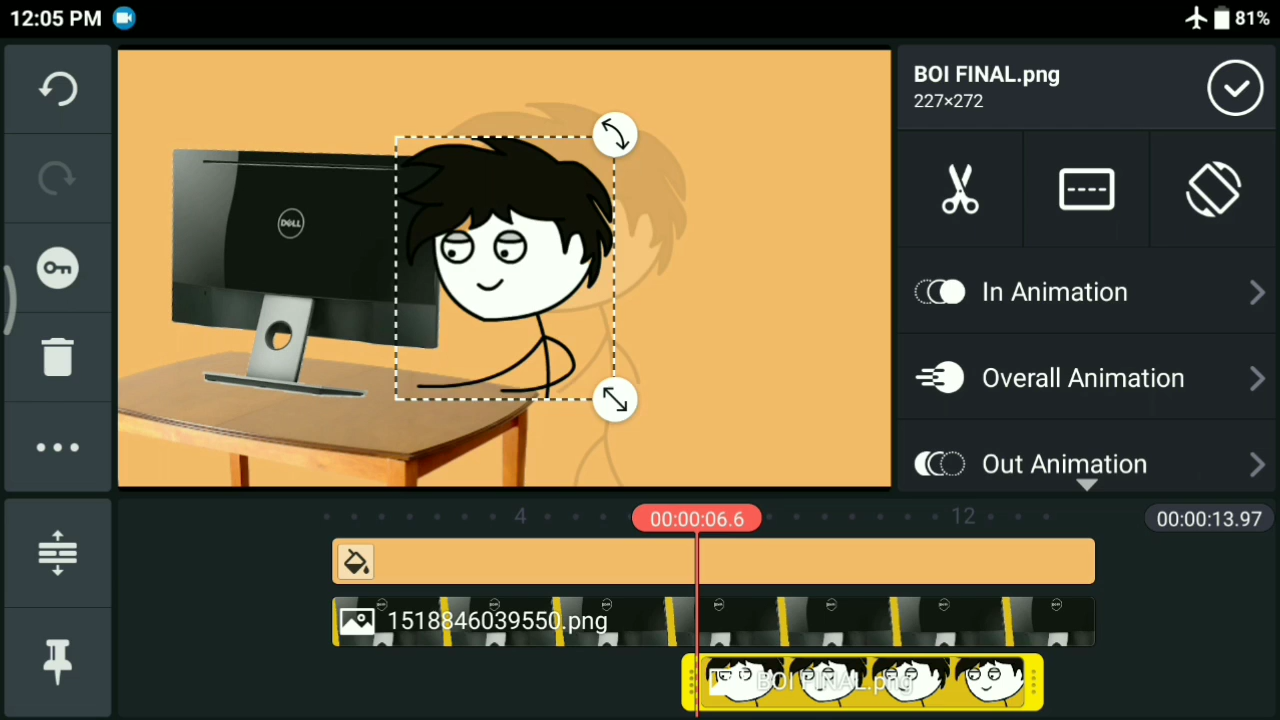 12:05 PM
81%
DELL
BOI FINAL.png
227×272
In Animation
Overall Animation
Out Animation
4
00:00:06.6
12
00:00:13.97
1518846039550.png
BOI FINAL.png